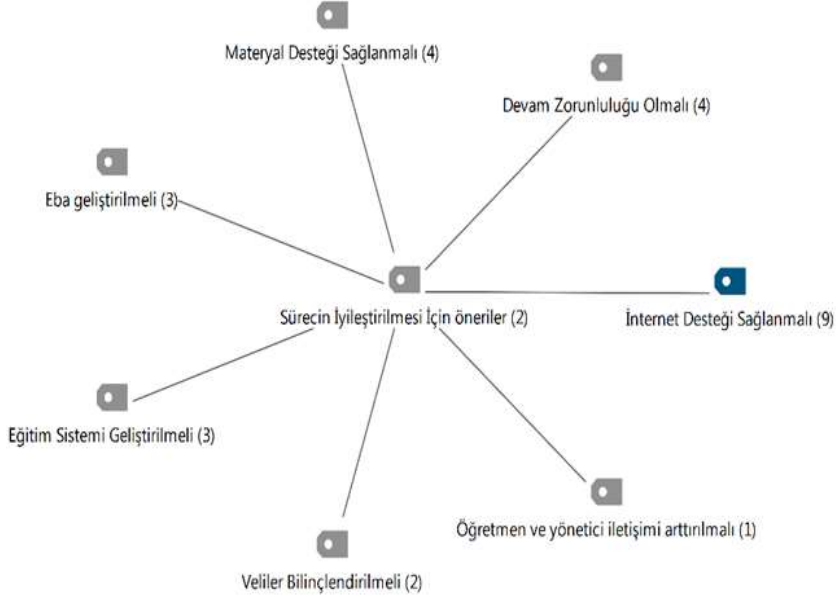 Materyal Desteği Sağlanmalı (4)
Devam Zorunluluğu Olmalı (4)
Eba geliştirilmeli (3)
Sürecin İyileştirilmesi İçin öneriler (2)
İnternet Desteği Sağlanmalı (9)
Eğitim Sistemi Geliştirilmeli (3)
Öğretmen ve yönetici iletişimi arttırılmalı (1)
Veliler Bilinçlendirilmeli (2)